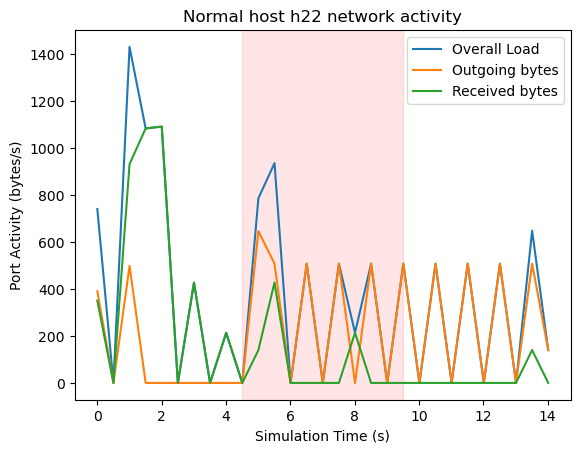 Normal host h22 network activity
Overall Load
Outgoing bytes
Received bytes
Port Activity (bytes/s)
1400
1200
1000
800
600
400
200
0
0 2 4 6 8 10 12 14
Simulation Time (s)